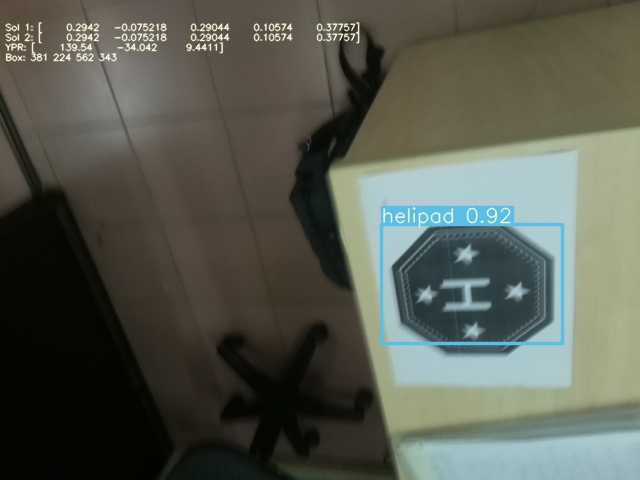 Sol 1: [ 0.2942 -0.075218 0.29044 0.10574 0.37757]
Sol 2: [ 0.2942 -0.075218 0.29044 0.10574 0.37757]
YPR: [ 139.54 -34.042 9.4411]
Box: 381 224 562 343
helipad 0.92
H